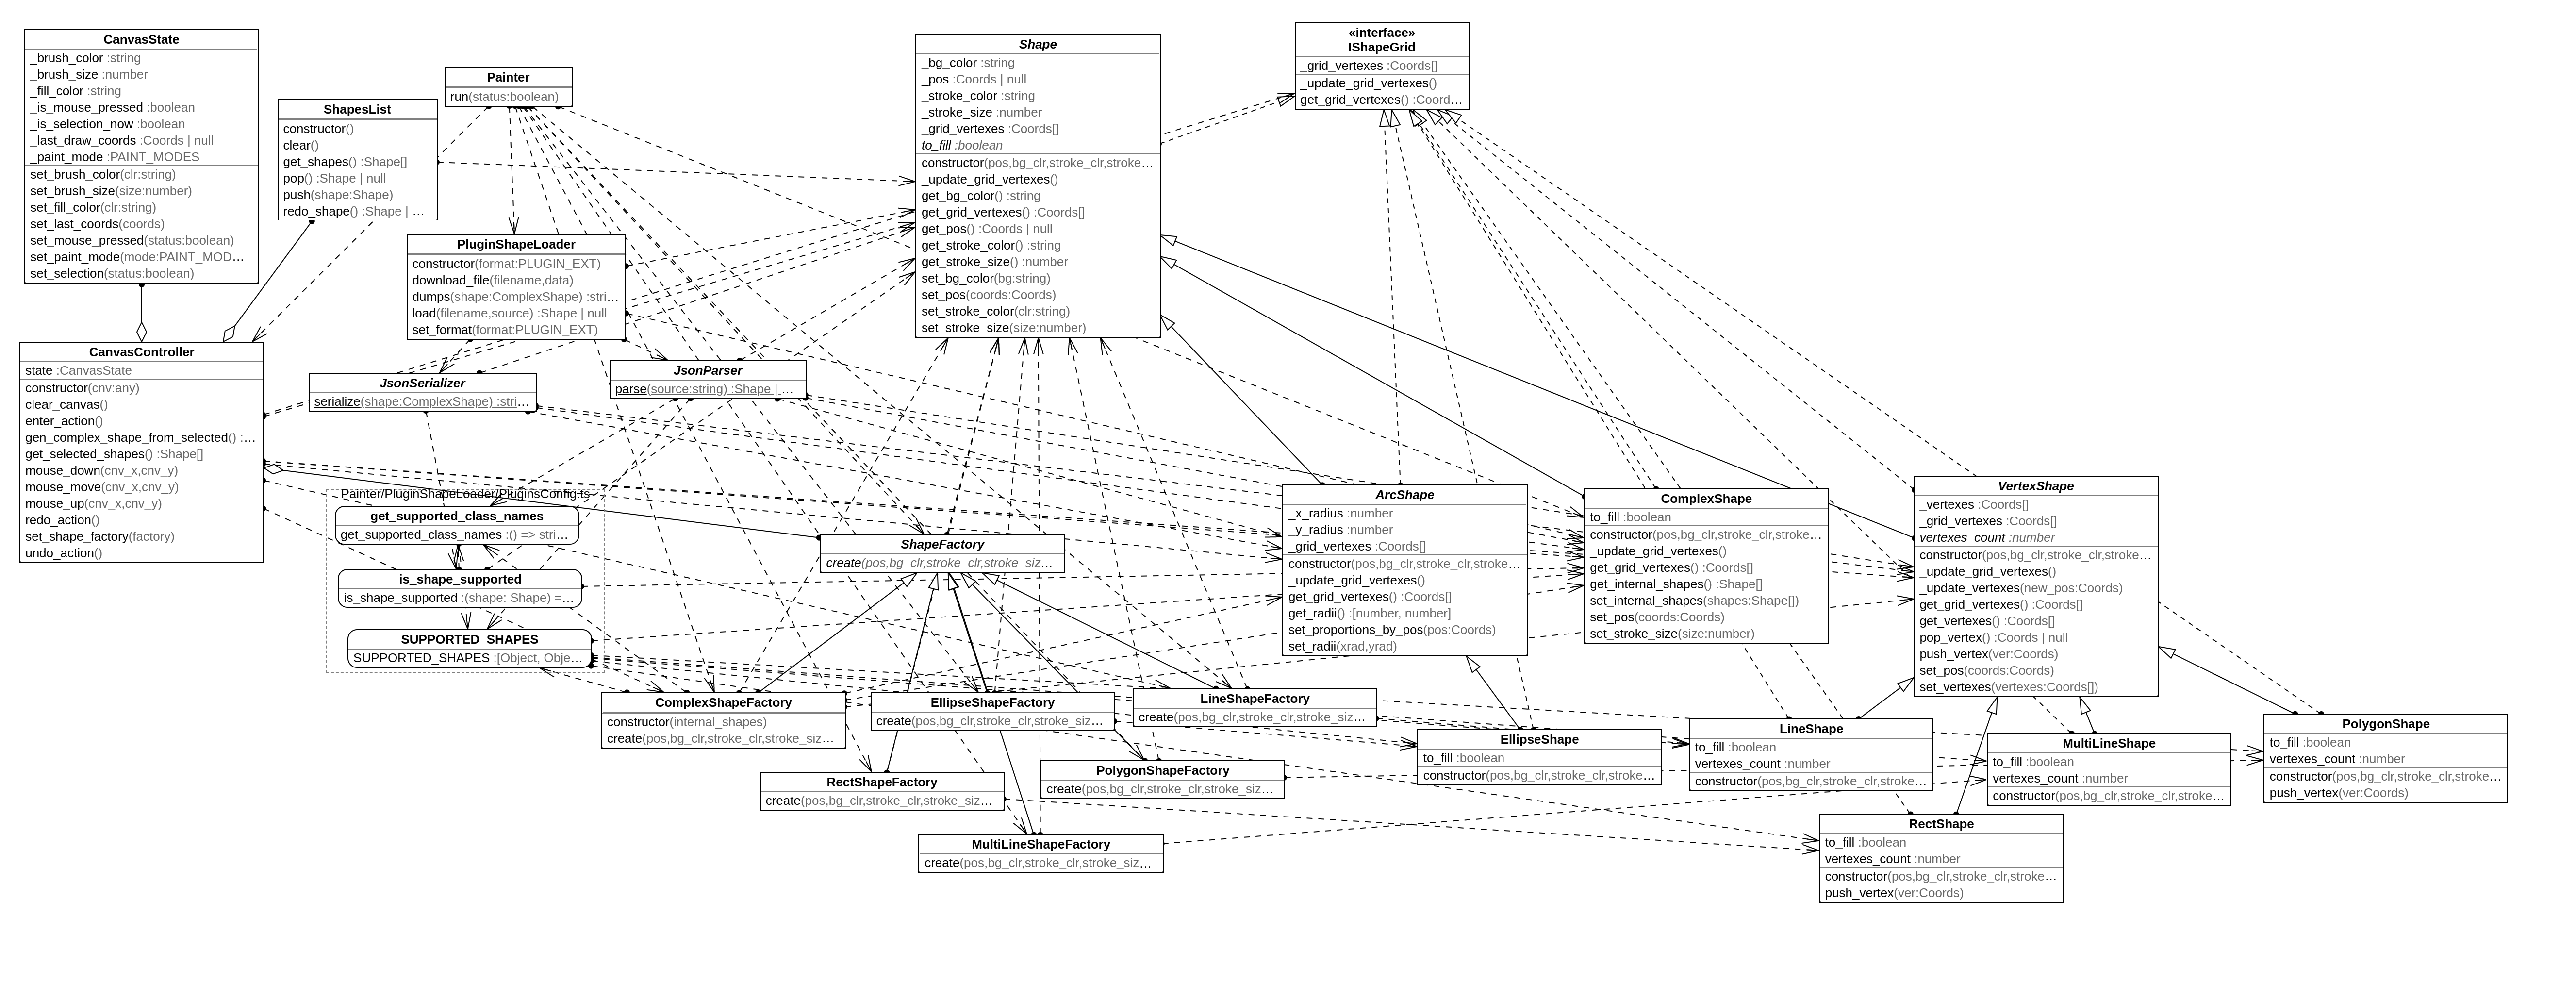 CanvasState
_brush_color :string
_brush_size :number
_fill_color :string
_is_mouse_pressed :boolean
_is_selection_now :boolean
_last_draw_coords :Coords | null
_paint_mode :PAINT_MODES
set_brush_color(clr:string)
set_brush_size(size:number)
set_fill_color(clr:string)
set_last_coords(coords)
set_mouse_pressed(status:boolean)
set_paint_mode(mode:PAINT_MOD…
set_selection(status:boolean)
ShapesList
constructor()
clear()
get_shapes() :Shape[]
pop() :Shape | null
push(shape:Shape)
redo_shape() :Shape | …
Painter
run(status:boolean)
Shape
_bg_color :string
_pos :Coords | null
_stroke_color :string
_stroke_size :number
_grid_vertexes :Coords[]
to_fill :boolean
constructor(pos,bg_clr,stroke_clr,stroke…
_update_grid_vertexes()
get_bg_color() :string
get_grid_vertexes() :Coords[]
get_pos() :Coords | null
get_stroke_color() :string
get_stroke_size() :number
set_bg_color(bg:string)
set_pos(coords:Coords)
set_stroke_color(clr:string)
set_stroke_size(size:number)
«interface»
IShapeGrid
_grid_vertexes :Coords[]
_update_grid_vertexes()
get_grid_vertexes() :Coord…
PluginShapeLoader
constructor(format:PLUGIN_EXT)
download_file(filename,data)
dumps(shape:ComplexShape) :stri…
load(filename,source) :Shape | null
set_format(format:PLUGIN_EXT)
CanvasController
state :CanvasState
constructor(cnv:any)
clear_canvas()
enter_action()
gen_complex_shape_from_selected() :…
get_selected_shapes() :Shape[]
mouse_down(cnv_x,cnv_y)
mouse_move(cnv_x,cnv_y)
mouse_up(cnv_x,cnv_y)
redo_action()
set_shape_factory(factory)
undo_action()
JsonSerializer
serialize(shape:ComplexShape) :stri…
JsonParser
parse(source:string) :Shape | …
Painter/PluginShapeLoader/PluginsConfig.ts
get_supported_class_names
get_supported_class_names :() => stri…
is_shape_supported
is_shape_supported :(shape: Shape) =…
SUPPORTED_SHAPES
SUPPORTED_SHAPES :[Object, Obje…
ShapeFactory
create(pos,bg_clr,stroke_clr,stroke_siz…
ArcShape
_x_radius :number
_y_radius :number
_grid_vertexes :Coords[]
constructor(pos,bg_clr,stroke_clr,stroke…
_update_grid_vertexes()
get_grid_vertexes() :Coords[]
get_radii() :[number, number]
set_proportions_by_pos(pos:Coords)
set_radii(xrad,yrad)
ComplexShape
to_fill :boolean
constructor(pos,bg_clr,stroke_clr,stroke…
_update_grid_vertexes()
get_grid_vertexes() :Coords[]
get_internal_shapes() :Shape[]
set_internal_shapes(shapes:Shape[])
set_pos(coords:Coords)
set_stroke_size(size:number)
VertexShape
_vertexes :Coords[]
_grid_vertexes :Coords[]
vertexes_count :number
constructor(pos,bg_clr,stroke_clr,stroke…
_update_grid_vertexes()
_update_vertexes(new_pos:Coords)
get_grid_vertexes() :Coords[]
get_vertexes() :Coords[]
pop_vertex() :Coords | null
push_vertex(ver:Coords)
set_pos(coords:Coords)
set_vertexes(vertexes:Coords[])
ComplexShapeFactory
constructor(internal_shapes)
create(pos,bg_clr,stroke_clr,stroke_siz…
EllipseShapeFactory
create(pos,bg_clr,stroke_clr,stroke_siz…
LineShapeFactory
create(pos,bg_clr,stroke_clr,stroke_siz…
RectShapeFactory
create(pos,bg_clr,stroke_clr,stroke_siz…
PolygonShapeFactory
create(pos,bg_clr,stroke_clr,stroke_siz…
MultiLineShapeFactory
create(pos,bg_clr,stroke_clr,stroke_siz…
EllipseShape
to_fill :boolean
constructor(pos,bg_clr,stroke_clr,stroke…
LineShape
to_fill :boolean
vertexes_count :number
constructor(pos,bg_clr,stroke_clr,stroke…
MultiLineShape
to_fill :boolean
vertexes_count :number
constructor(pos,bg_clr,stroke_clr,stroke…
PolygonShape
to_fill :boolean
vertexes_count :number
constructor(pos,bg_clr,stroke_clr,stroke…
push_vertex(ver:Coords)
RectShape
to_fill :boolean
vertexes_count :number
constructor(pos,bg_clr,stroke_clr,stroke…
push_vertex(ver:Coords)